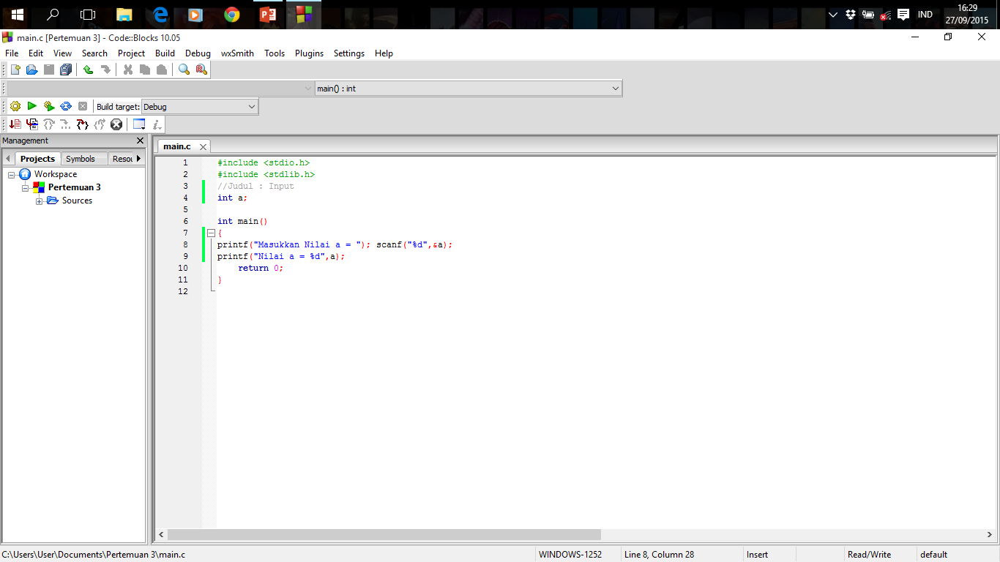 IND
16:29
27/09/2015
main.c [Pertemuan 3] - Code::Blocks 10.05
File Edit View Search Project Build Debug wxSmith Tools Plugins Settings Help
main() : int
Build target: Debug
Management
Projects Symbols Resou
Workspace
Pertemuan 3
Sources
main.c
1 #include <stdio.h>
2 #include <stdlib.h>
3 //Judul : Input
4 int a;
5
6 int main()
7 {
8 printf("Masukkan Nilai a = "); scanf("%d",&a);
9 printf("Nilai a = %d",a);
10 return 0;
11 }
12
C:\Users\User\Documents\Pertemuan 3\main.c WINDOWS-1252 Line 8, Column 28 Insert Read/Write default